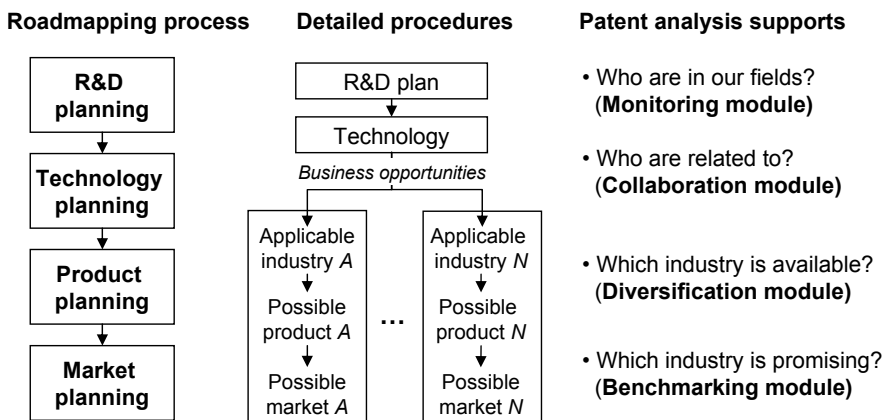 Roadmapping process
Detailed procedures
Patent analysis supports
R&D
planning
Technology
planning
Product
planning
Market
planning
R&D plan
Technology
Business opportunities
Applicable
industry A
Possible
product A
Possible
market A
...
Applicable
industry N
Possible
product N
Possible
market N
• Who are in our fields?
(Monitoring module)
• Who are related to?
(Collaboration module)
• Which industry is available?
(Diversification module)
• Which industry is promising?
(Benchmarking module)